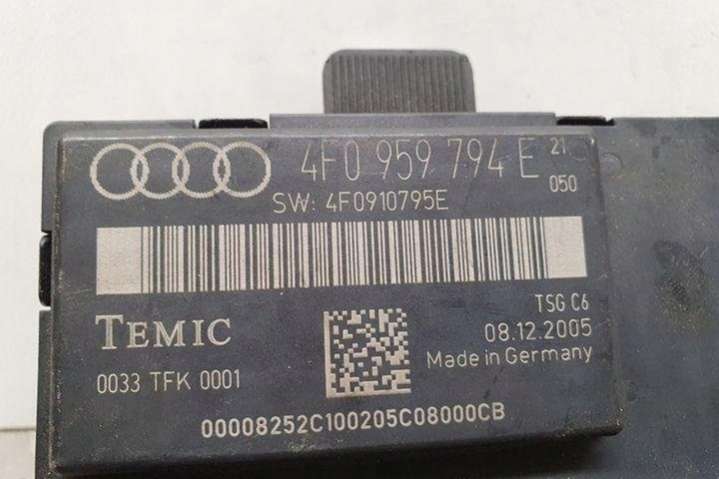 4F0 959 794 E 21
050
SW: 4F0910795E
TSG C6
TEMIC
08.12.2005
Made in Germany
0033 TFK 0001
00008252C100205C08000CB